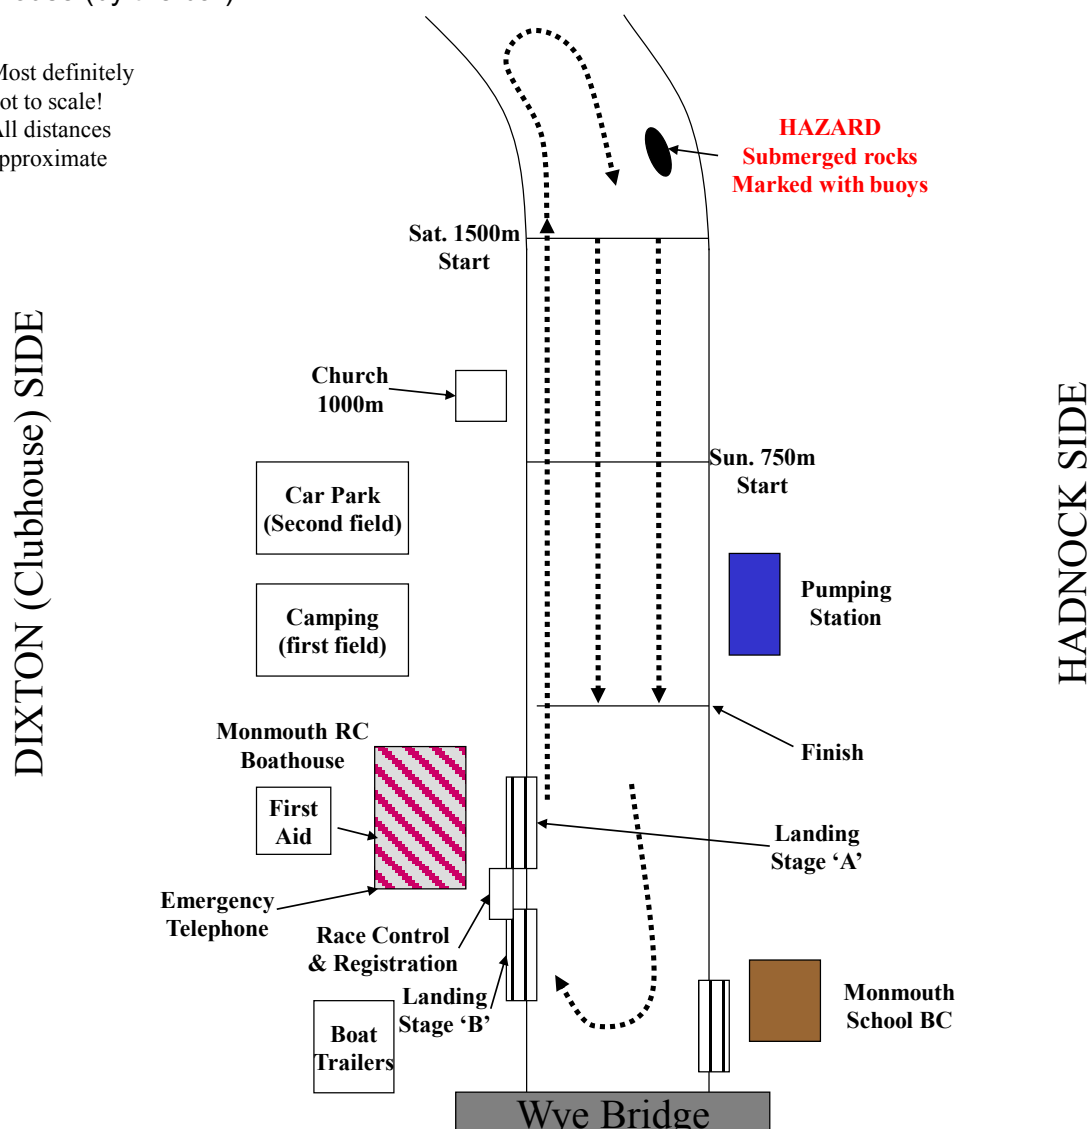 Most definitely
not to scale!
All distances
approximate
HAZARD
Submerged rocks
Marked with buoys
Sat. 1500m
Start
Church
1000m
Sun. 750m
Start
Car Park
(Second field)
Pumping
Station
Camping
(first field)
DIXTON (Clubhouse) SIDE
HADNOCK SIDE
Monmouth RC
Boathouse
Finish
First
Aid
Landing
Stage ‘A’
Emergency
Telephone
Race Control
& Registration
Landing
Stage ‘B’
Monmouth
School BC
Boat
Trailers
Wye Bridge